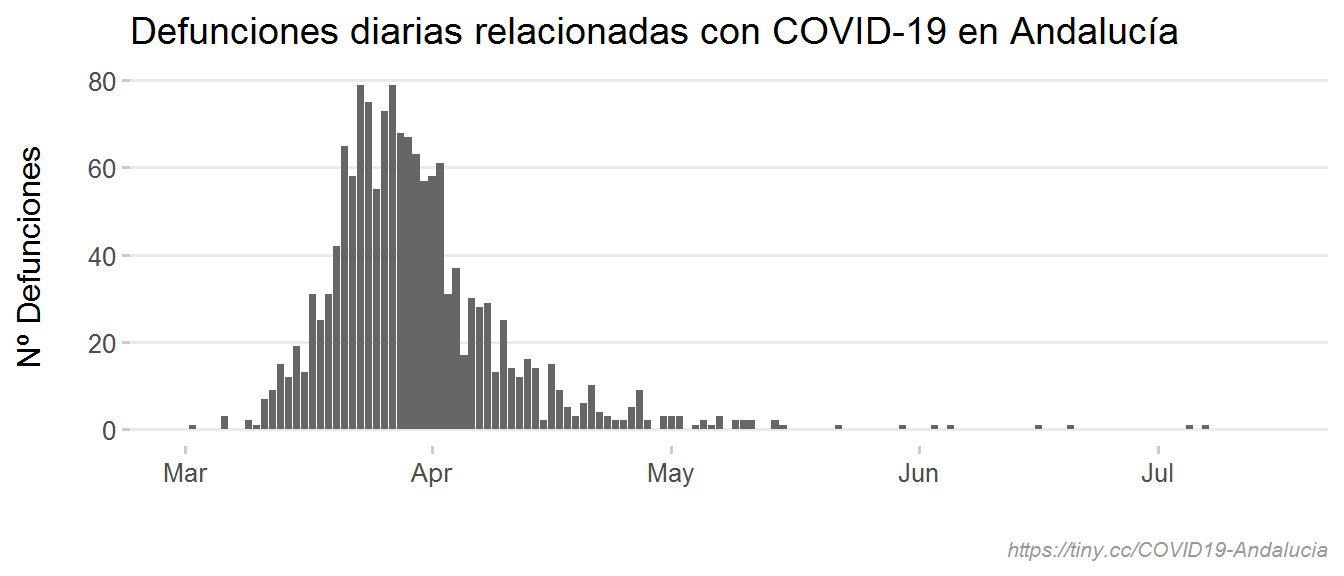 Defunciones diarias relacionadas con COVID-19 en Andalucía
Nº Defunciones
80
60
40
20
0
Mar Apr May Jun Jul
https://tiny.cc/COVID19-Andalucia